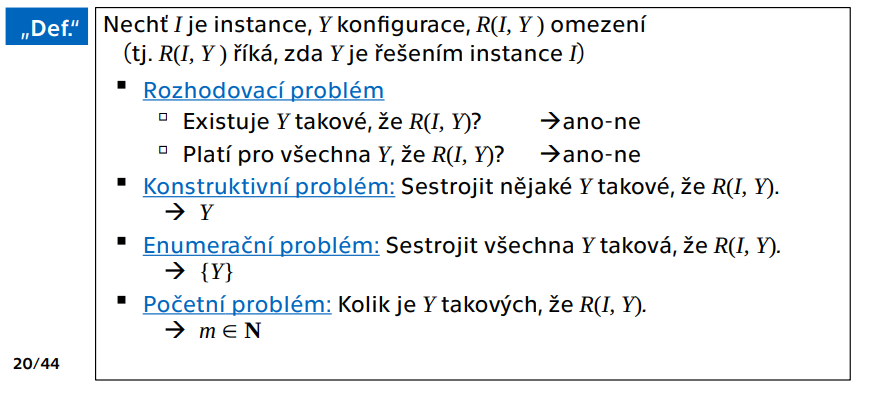 „Def.“
Nechť I je instance, Y konfigurace, R(I, Y ) omezení
(tj. R(I, Y ) říká, zda Y je řešením instance I)
▪ Rozhodovací problém
▫ Existuje Y takové, že R(I, Y)? →ano-ne
▫ Platí pro všechna Y, že R(I, Y)? →ano-ne
▪ Konstruktivní problém: Sestrojit nějaké Y takové, že R(I, Y).
→ Y
▪ Enumerační problém: Sestrojit všechna Y taková, že R(I, Y).
→ {Y}
▪ Početní problém: Kolik je Y takových, že R(I, Y).
→ m ∈ N
20/44